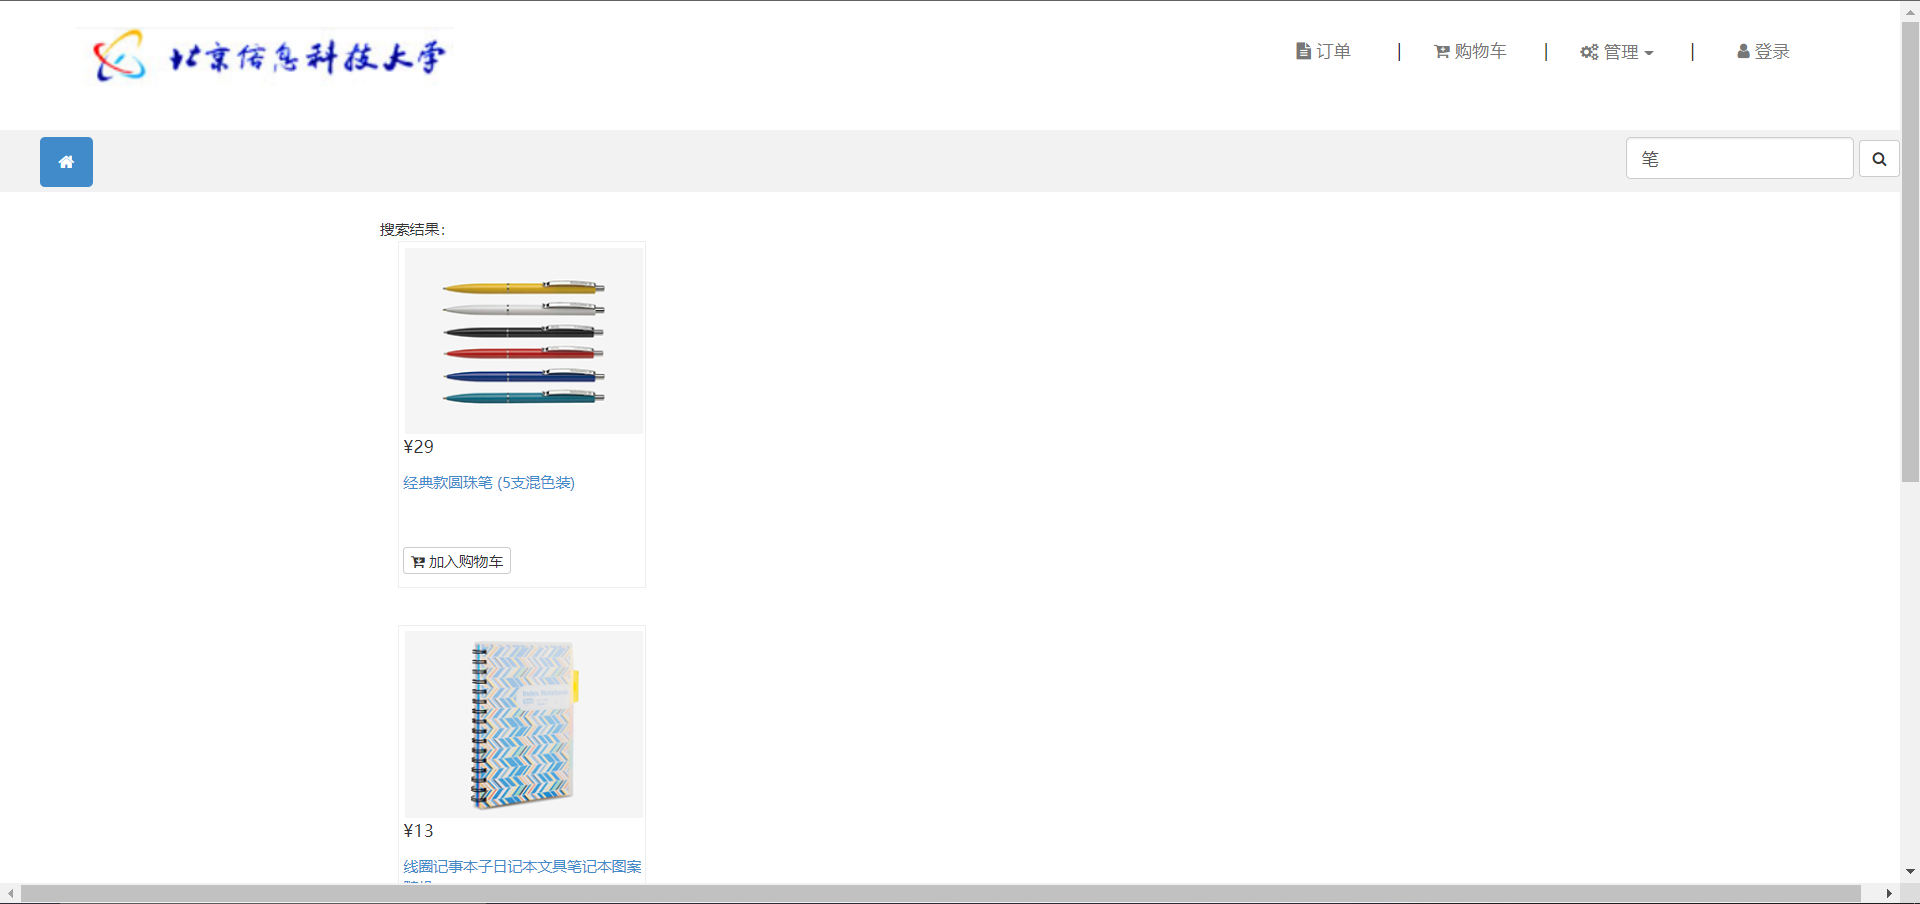 北京信息科技大学
订单 | 购物车 | 管理 | 登录
笔
搜索结果：
¥29
经典款圆珠笔 (5支混色装)
加入购物车
¥13
线圈记事本子日记本文具笔记本图案